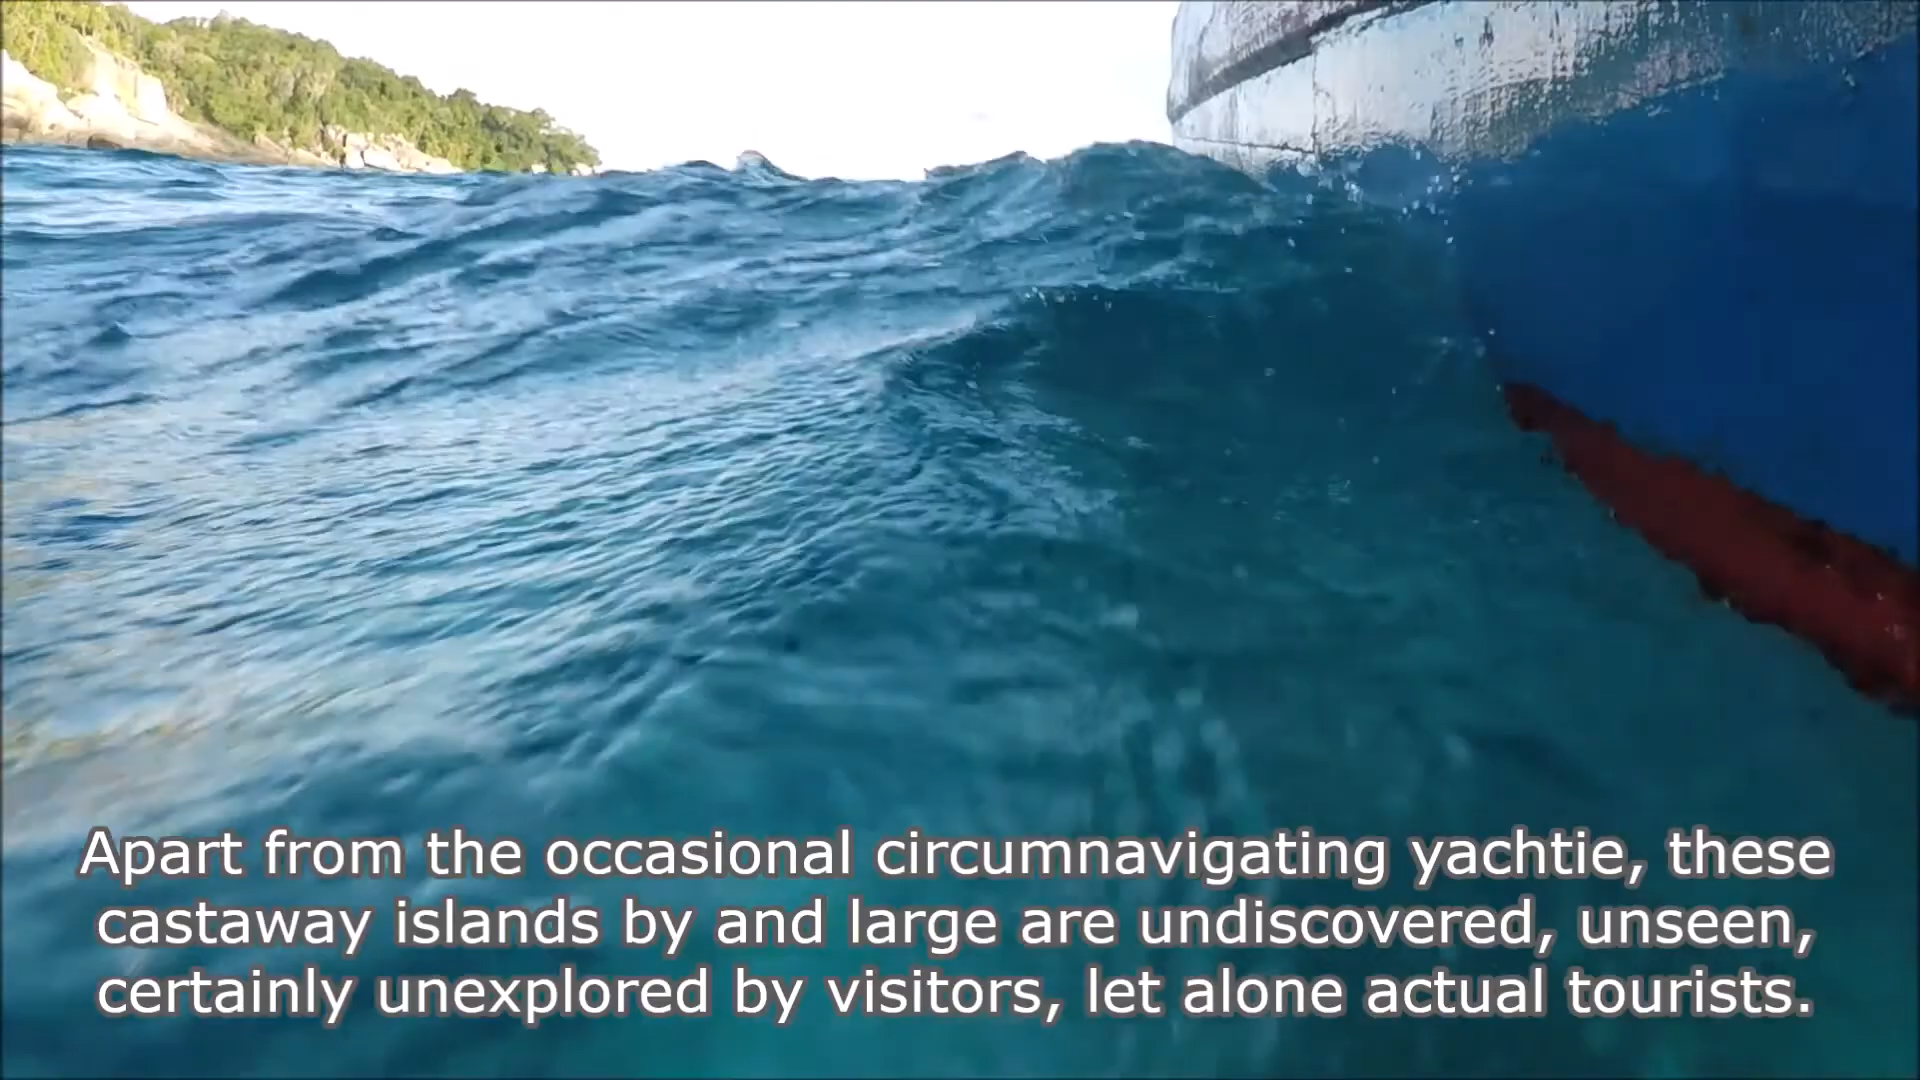 Apart from the occasional circumnavigating yachtie, these
castaway islands by and large are undiscovered, unseen,
certainly unexplored by visitors, let alone actual tourists.